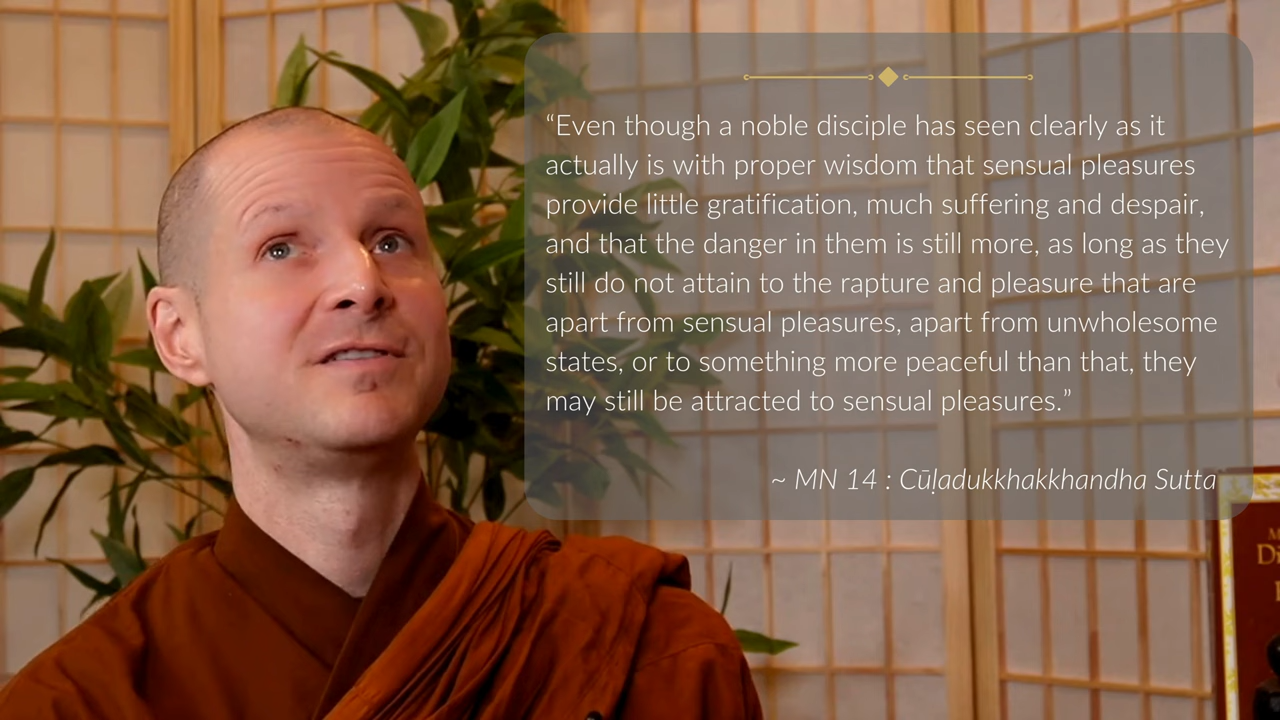 “Even though a noble disciple has seen clearly as it
actually is with proper wisdom that sensual pleasures
provide little gratification, much suffering and despair,
and that the danger in them is still more, as long as they
still do not attain to the rapture and pleasure that are
apart from sensual pleasures, apart from unwholesome
states, or to something more peaceful than that, they
may still be attracted to sensual pleasures.”
~ MN 14 : Cūḷadukkhakkhandha Sutta